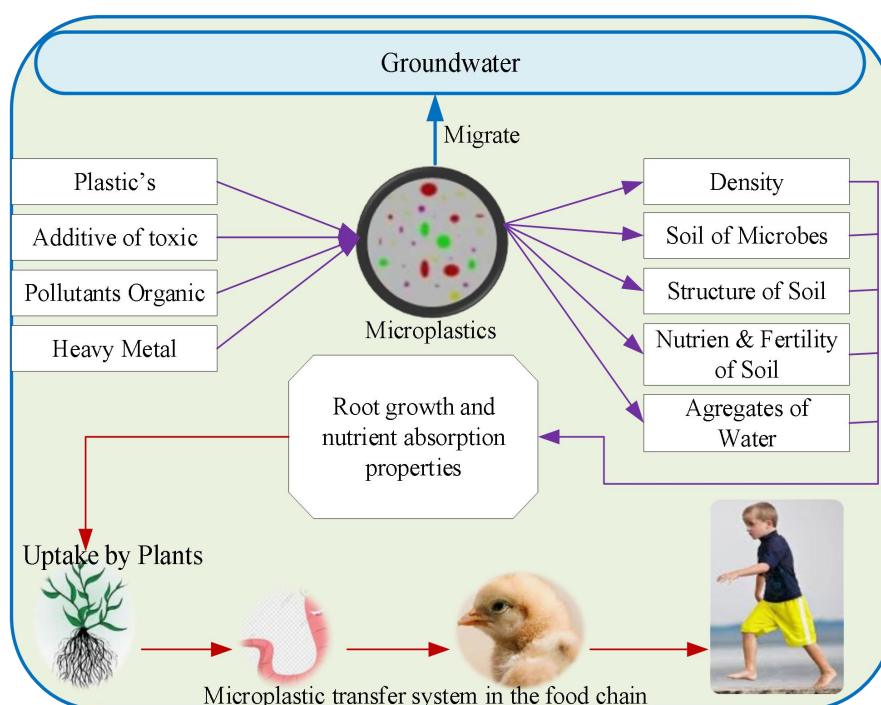 Groundwater
Migrate
Plastic's
Additive of toxic
Pollutants Organic
Heavy Metal
Microplastics
Density
Soil of Microbes
Structure of Soil
Nutrien & Fertility
of Soil
Agregates of
Water
Root growth and
nutrient absorption
properties
Uptake by Plants
Microplastic transfer system in the food chain